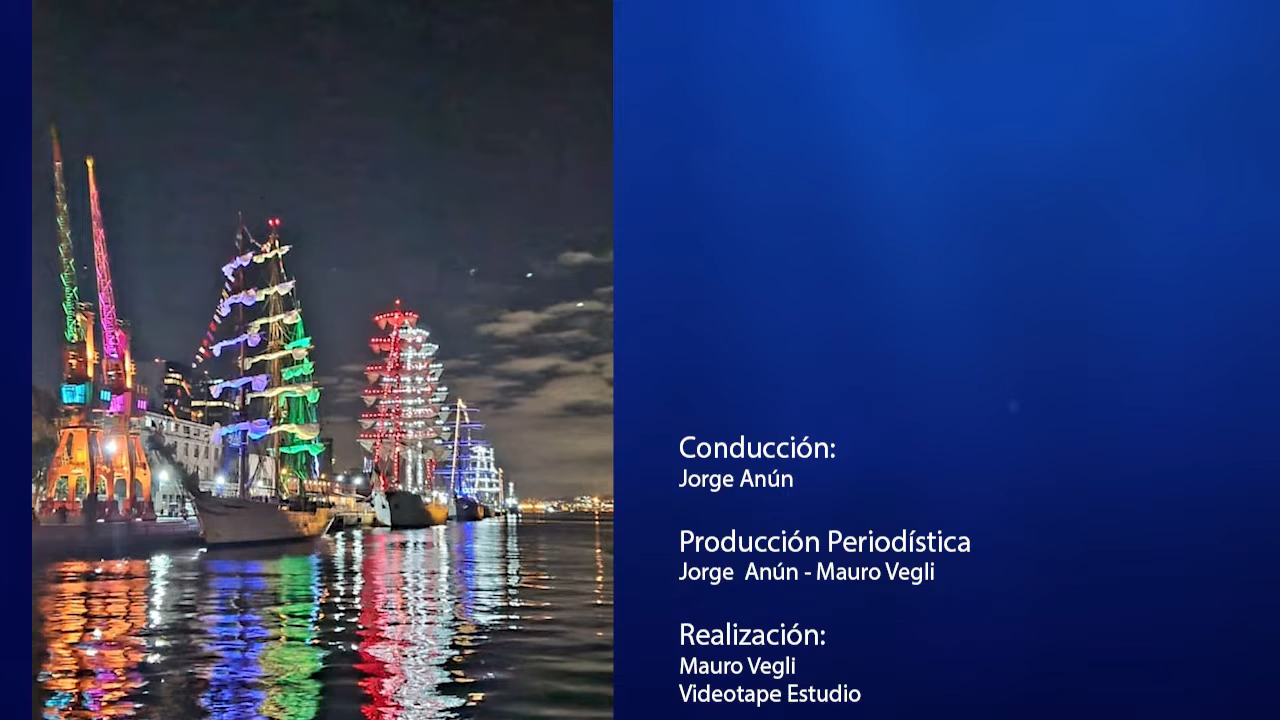 Conducción:
Jorge Anún
Producción Periodística
Jorge  Anún - Mauro Vegli
Realización:
Mauro Vegli
Videotape Estudio